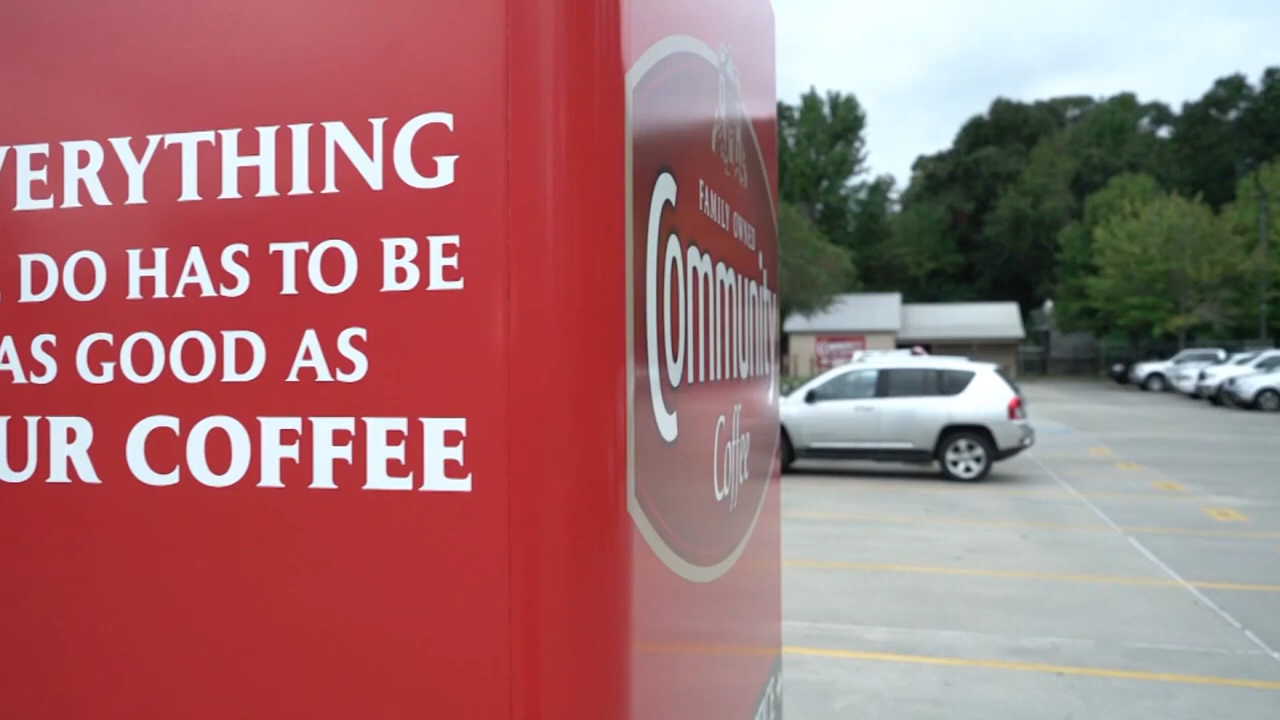 VERYTHING
DO HAS TO BE
AS GOOD AS
UR COFFEE
FAMILY OWNED
Community
Coffee